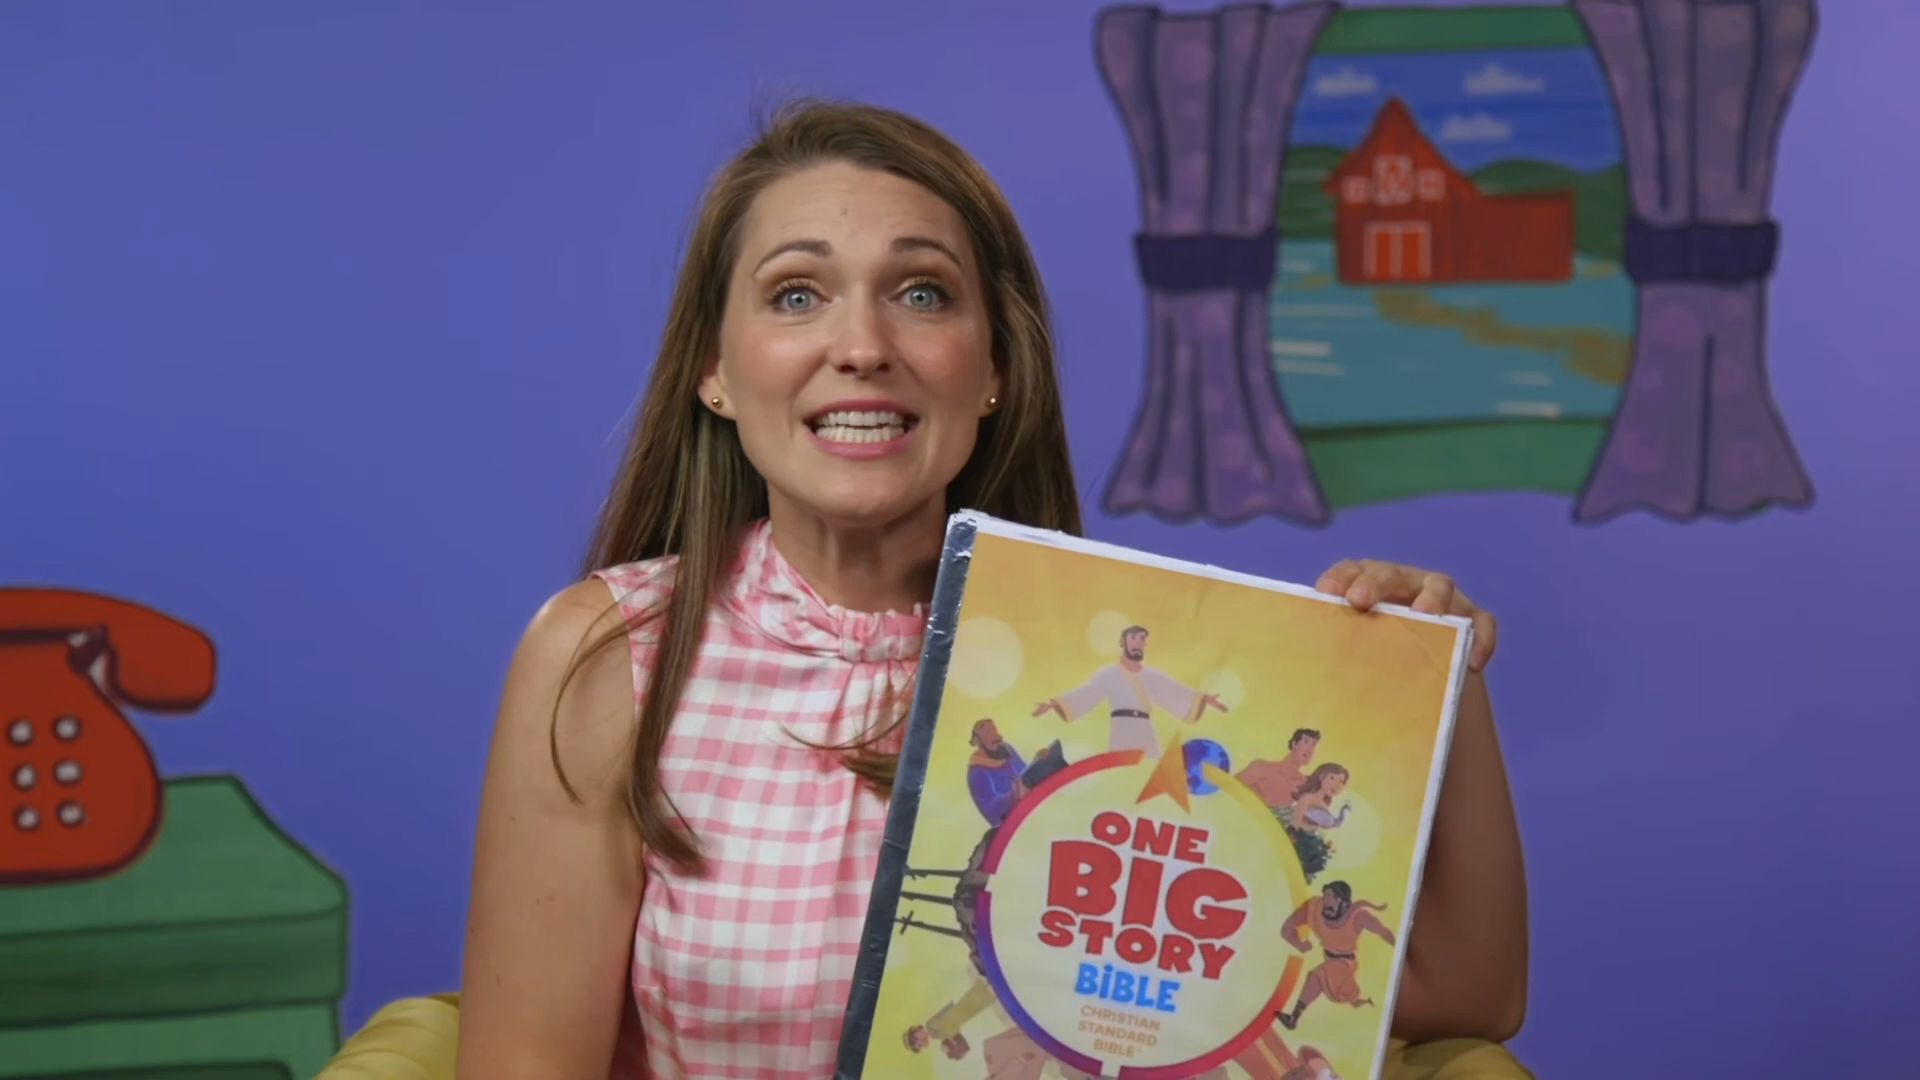 ONE
BIG
STORY
BiBLE
CHRISTIAN
STANDARD
BIBLE